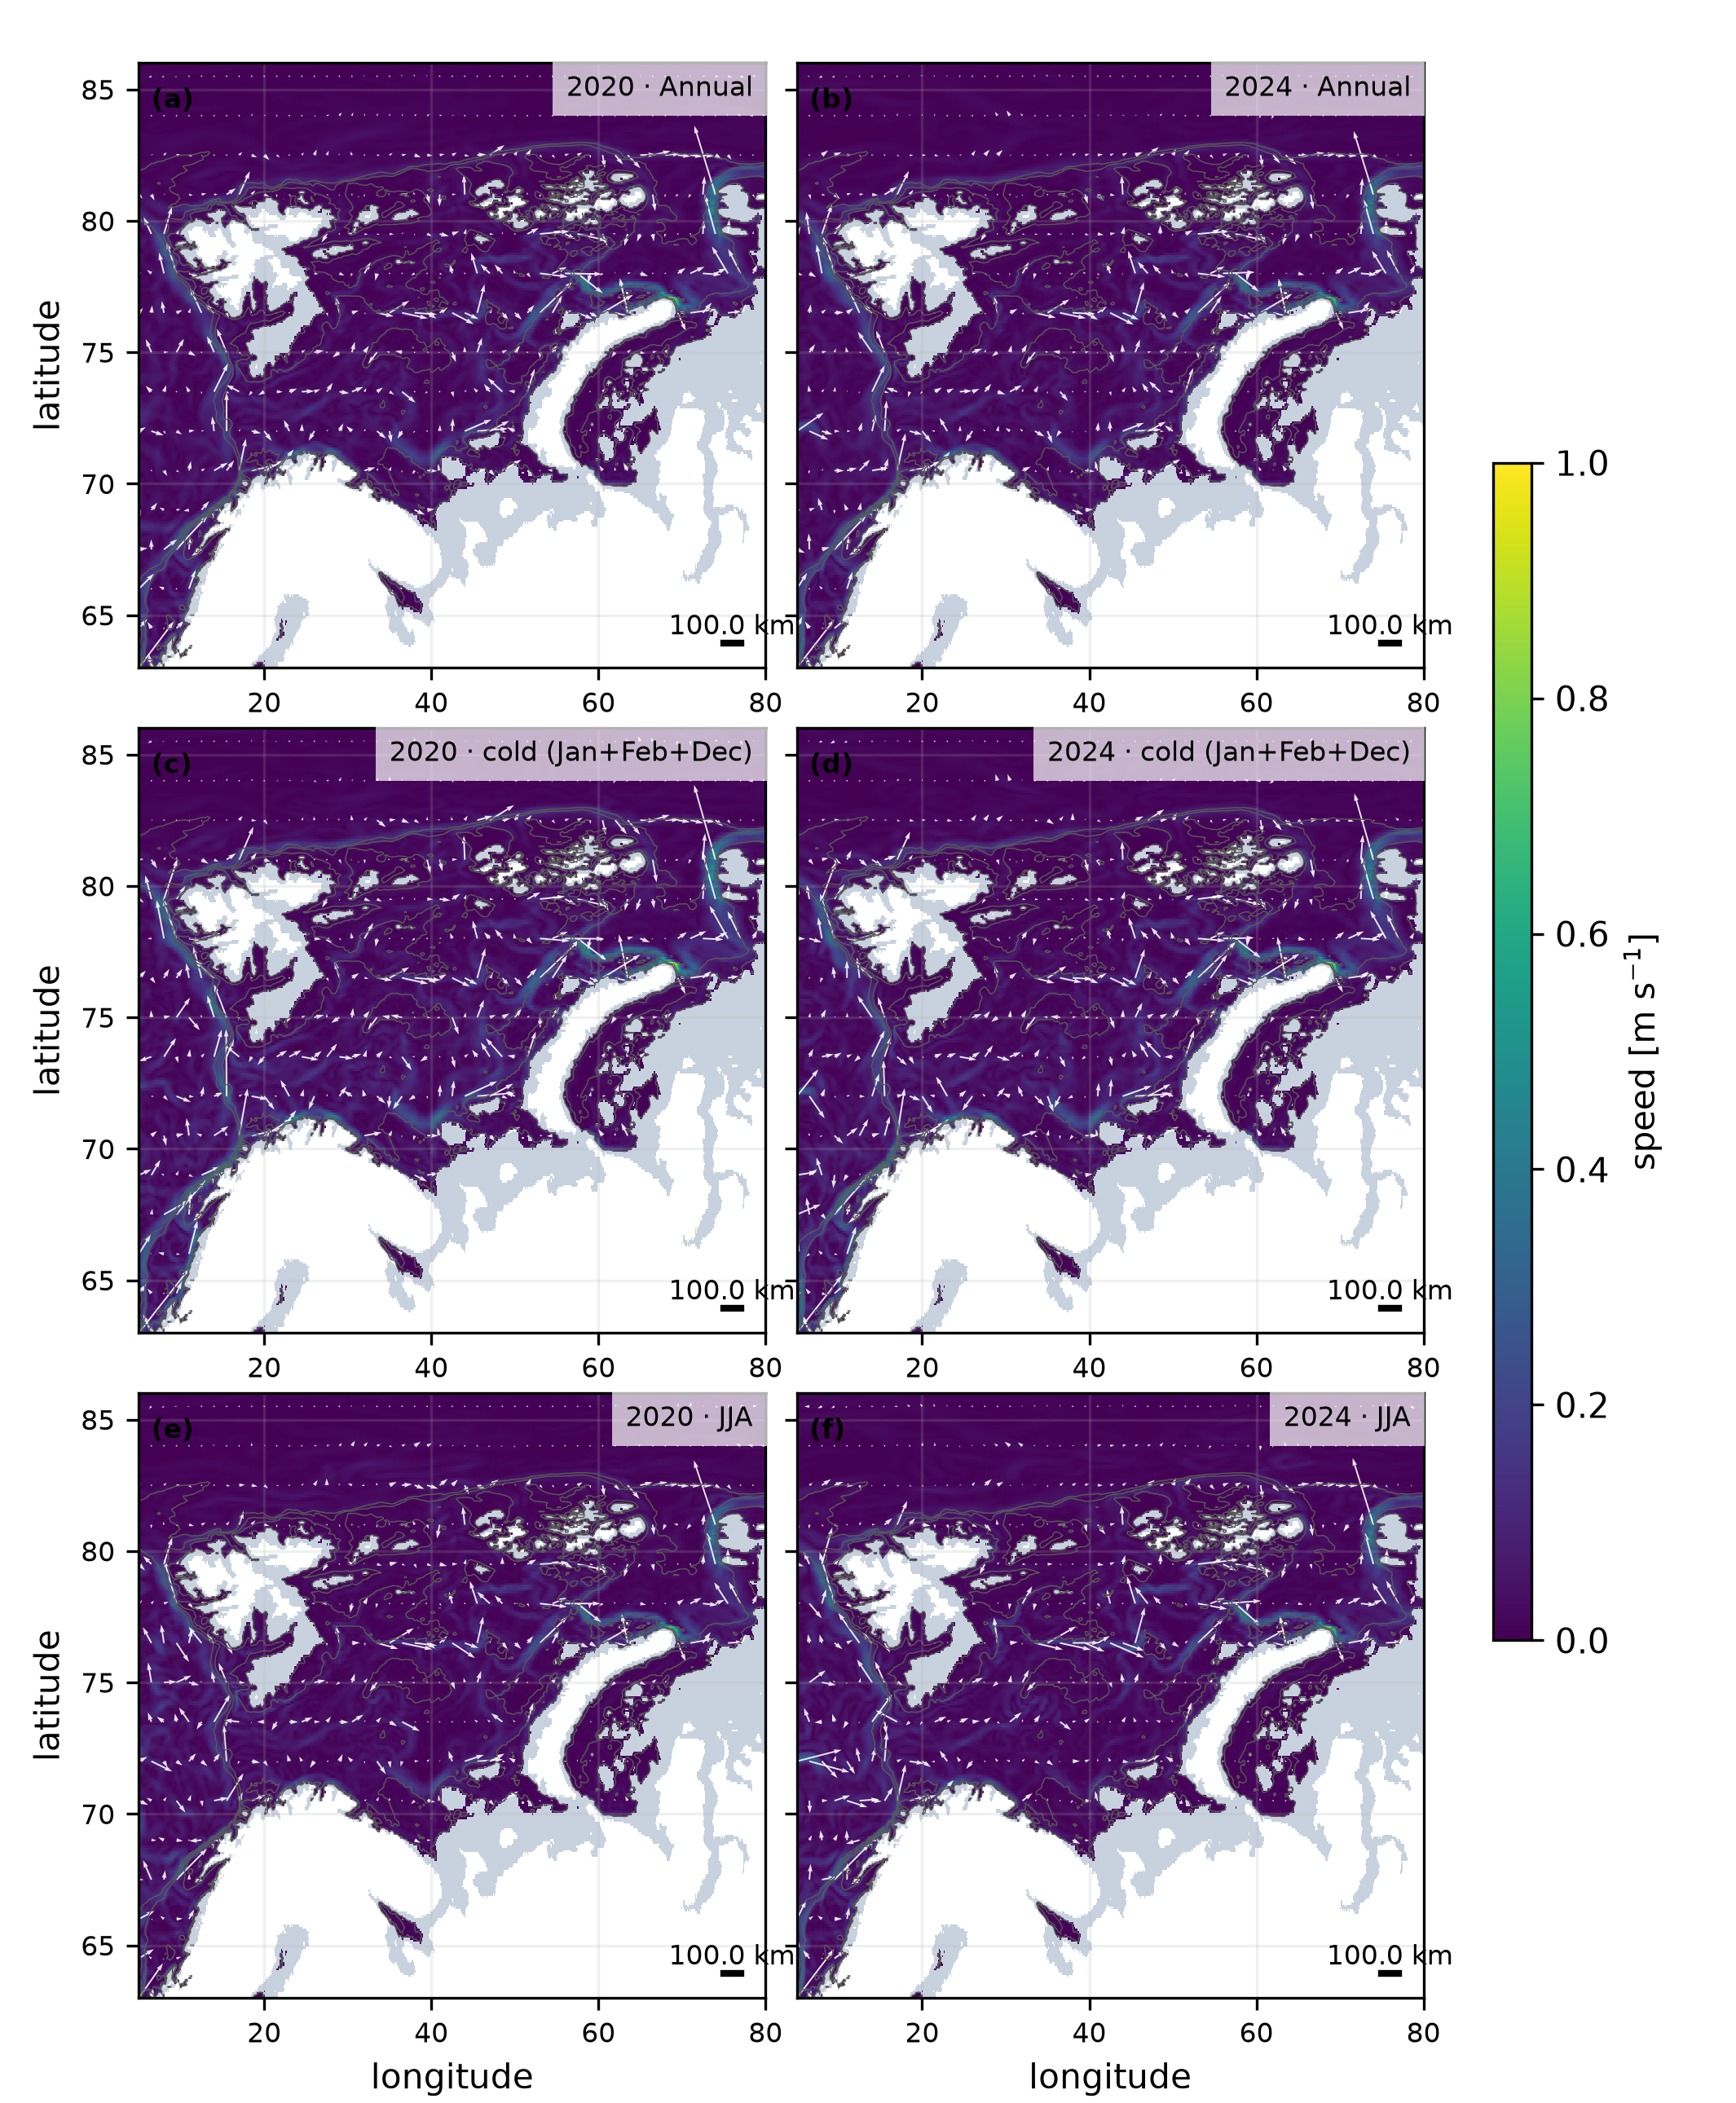 (a)
2020 · Annual
(b)
2024 · Annual
85
80
75
70
65
latitude
100.0 km
100.0 km
20
40
60
80
20
40
60
80
(c)
2020 · cold (Jan+Feb+Dec)
(d)
2024 · cold (Jan+Feb+Dec)
85
80
75
70
65
latitude
100.0 km
100.0 km
20
40
60
80
20
40
60
80
(e)
2020 · JJA
(f)
2024 · JJA
85
80
75
70
65
latitude
100.0 km
100.0 km
20
40
60
80
20
40
60
80
longitude
longitude
1.0
0.8
0.6
0.4
0.2
0.0
speed [m s⁻¹]